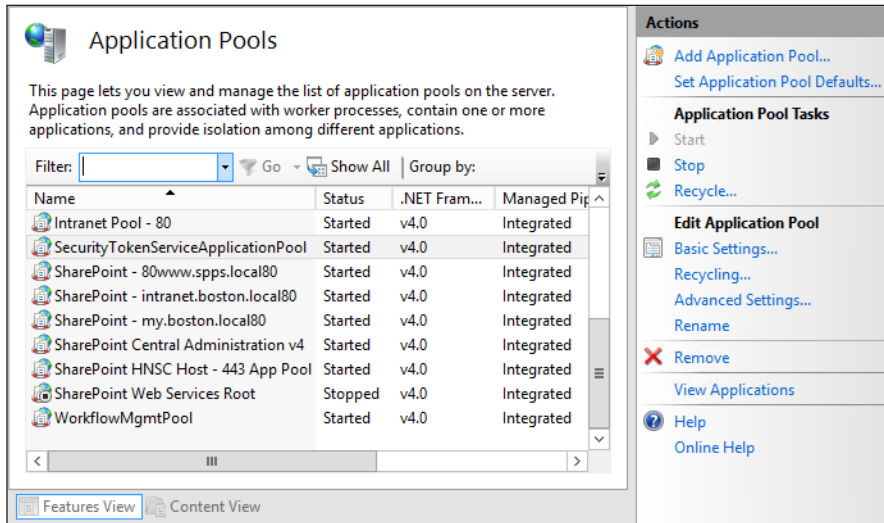 Application Pools
This page lets you view and manage the list of application pools on the server.
Application pools are associated with worker processes, contain one or more
applications, and provide isolation among different applications.
Filter: Go Show All Group by:
Name Status .NET Fram... Managed Pip
Intranet Pool - 80 Started v4.0 Integrated
SecurityTokenServiceApplicationPool Started v4.0 Integrated
SharePoint - 80www.spps.local80 Started v4.0 Integrated
SharePoint - intranet.boston.local80 Started v4.0 Integrated
SharePoint - my.boston.local80 Started v4.0 Integrated
SharePoint Central Administration v4 Started v4.0 Integrated
SharePoint HNSC Host - 443 App Pool Started v4.0 Integrated
SharePoint Web Services Root Stopped v4.0 Integrated
WorkflowMgmtPool Started v4.0 Integrated
Features View Content View
Actions
Add Application Pool...
Set Application Pool Defaults...
Application Pool Tasks
Start
Stop
Recycle...
Edit Application Pool
Basic Settings...
Recycling...
Advanced Settings...
Rename
Remove
View Applications
Help
Online Help